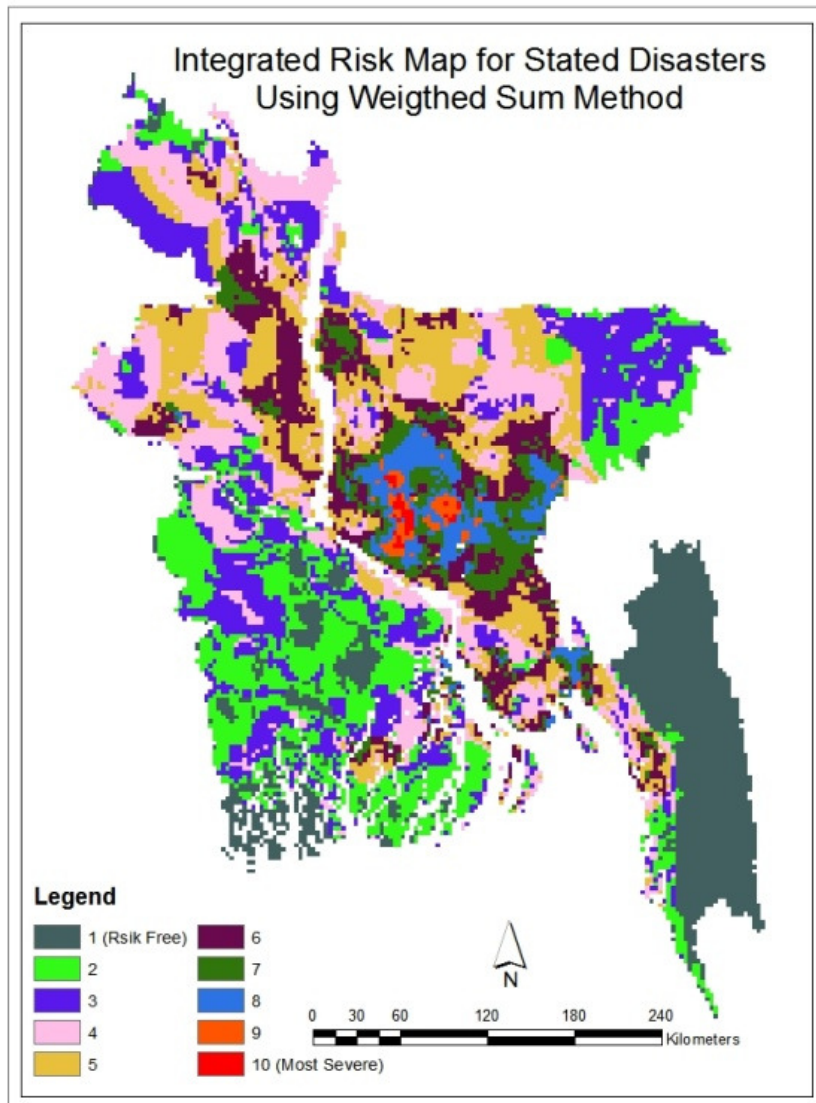 Integrated Risk Map for Stated Disasters
Using Weigthed Sum Method
Legend
1 (Rsik Free)
2
3
4
5
6
7
8
9
10 (Most Severe)
N
0 30 60 120 180 240
Kilometers